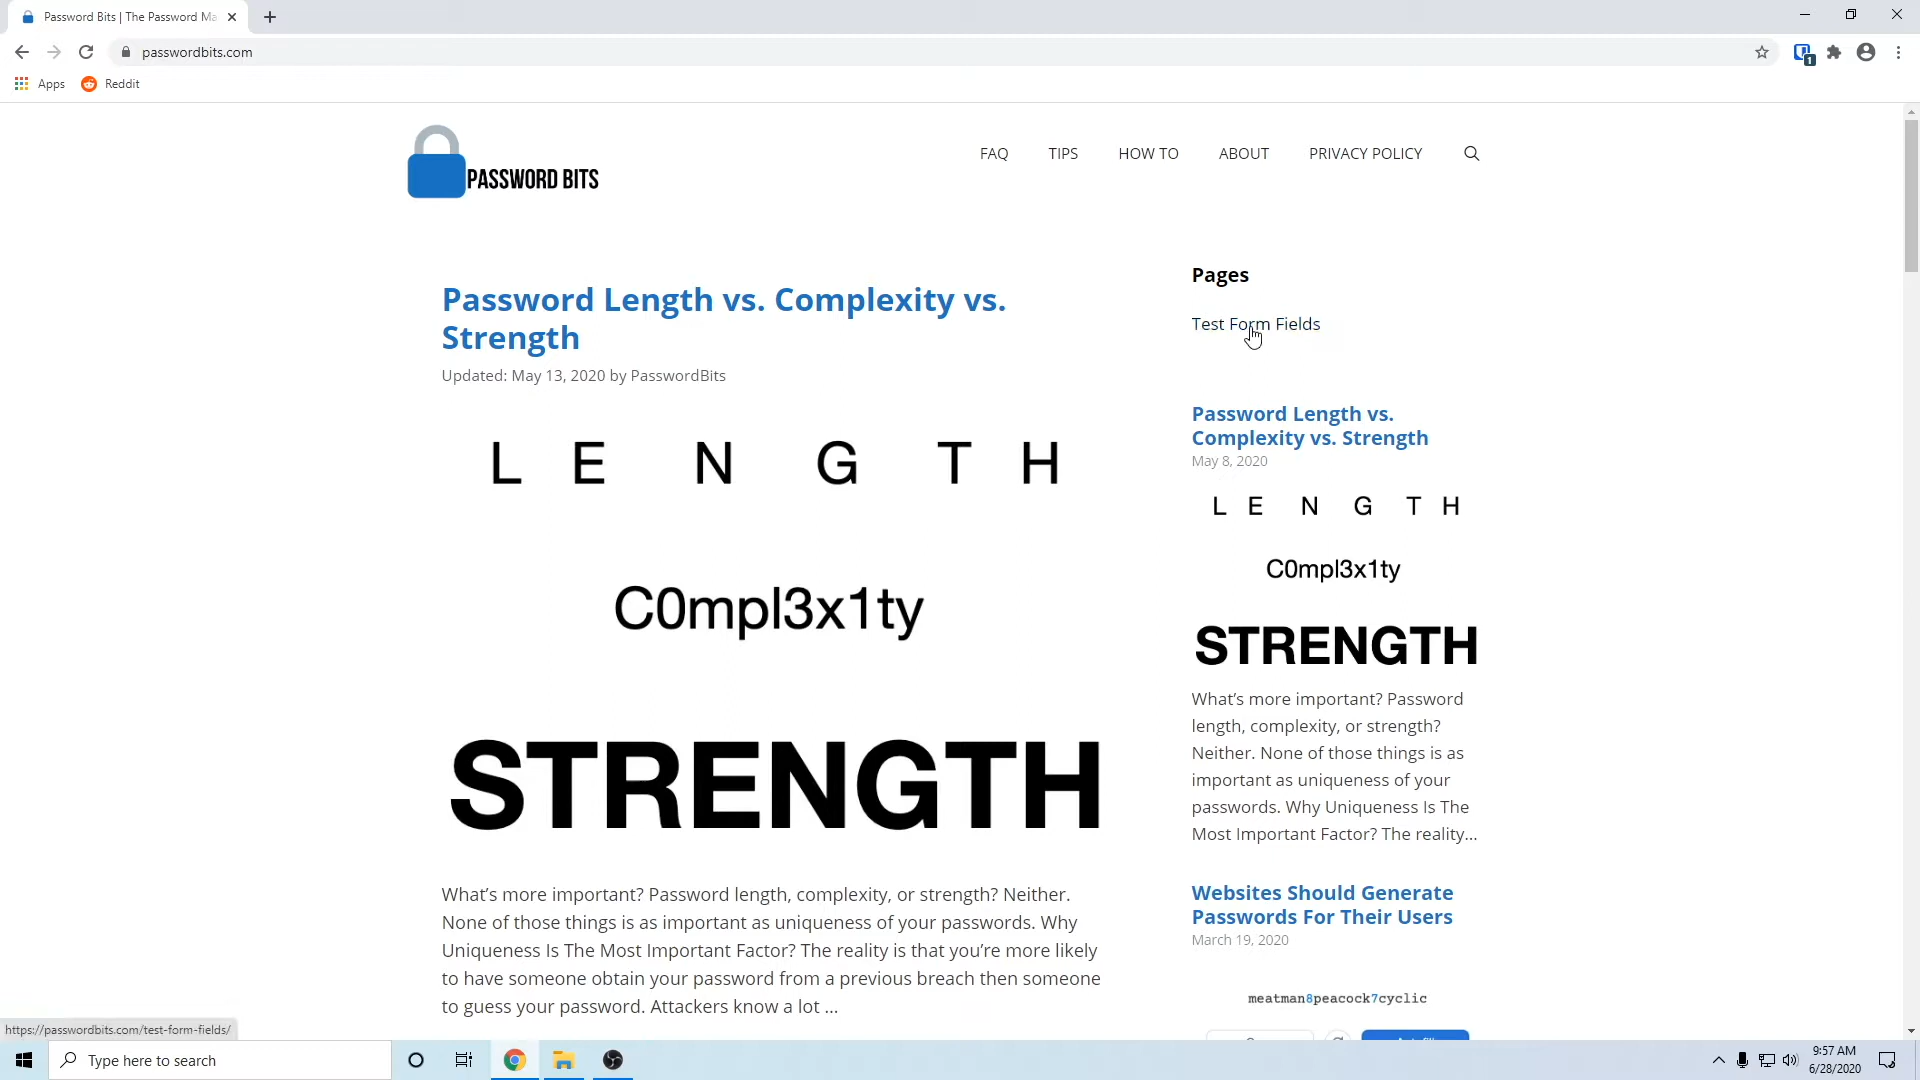 Password Bits | The Password Ma
passwordbits.com
1
Apps
Reddit
PASSWORD BITS
FAQ
TIPS
HOW TO
ABOUT
PRIVACY POLICY
Password Length vs. Complexity vs.
Strength
Updated: May 13, 2020 by PasswordBits
L E N G T H
C0mpl3x1ty
STRENGTH
What's more important? Password length, complexity, or strength? Neither.
None of those things is as important as uniqueness of your passwords. Why
Uniqueness Is The Most Important Factor? The reality is that you're more likely
to have someone obtain your password from a previous breach then someone
to guess your password. Attackers know a lot ...
Pages
Test Form Fields
Password Length vs.
Complexity vs. Strength
May 8, 2020
L E N G T H
C0mpl3x1ty
STRENGTH
What's more important? Password
length, complexity, or strength?
Neither. None of those things is as
important as uniqueness of your
passwords. Why Uniqueness Is The
Most Important Factor? The reality...
Websites Should Generate
Passwords For Their Users
March 19, 2020
meatman8peacock7cyclic
https://passwordbits.com/test-form-fields/
Type here to search
9:57 AM
6/28/2020